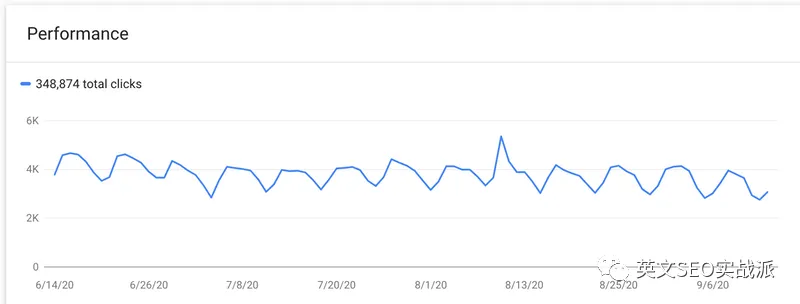 Performance
348,874 total clicks
6K
4K
2K
0
6/14/20 6/26/20 7/8/20 7/20/20 8/1/20 8/13/20 8/25/20 9/6/20
英文SEO实战派